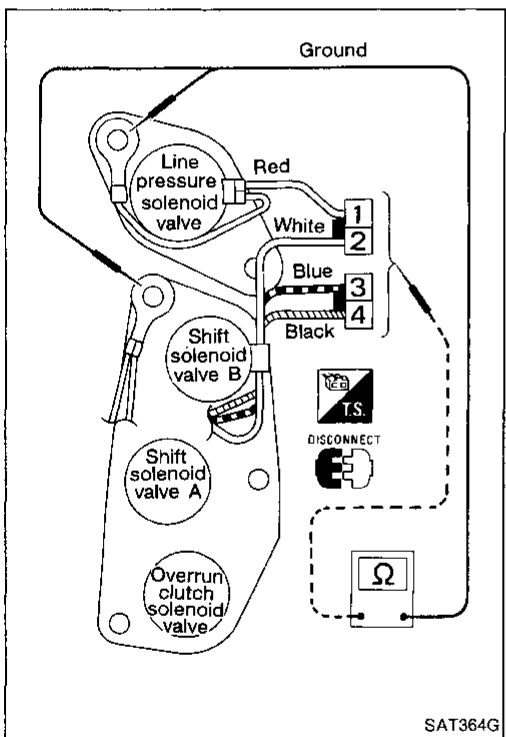 Ground
Line
pressure
solenoid
valve
Red
1
White
2
Blue
3
4
Black
Shift
solenoid
valve B
T.S.
DISCONNECT
Shift
solenoid
valve A
Ω
Overrun
clutch
solenoid
valve
SAT364G